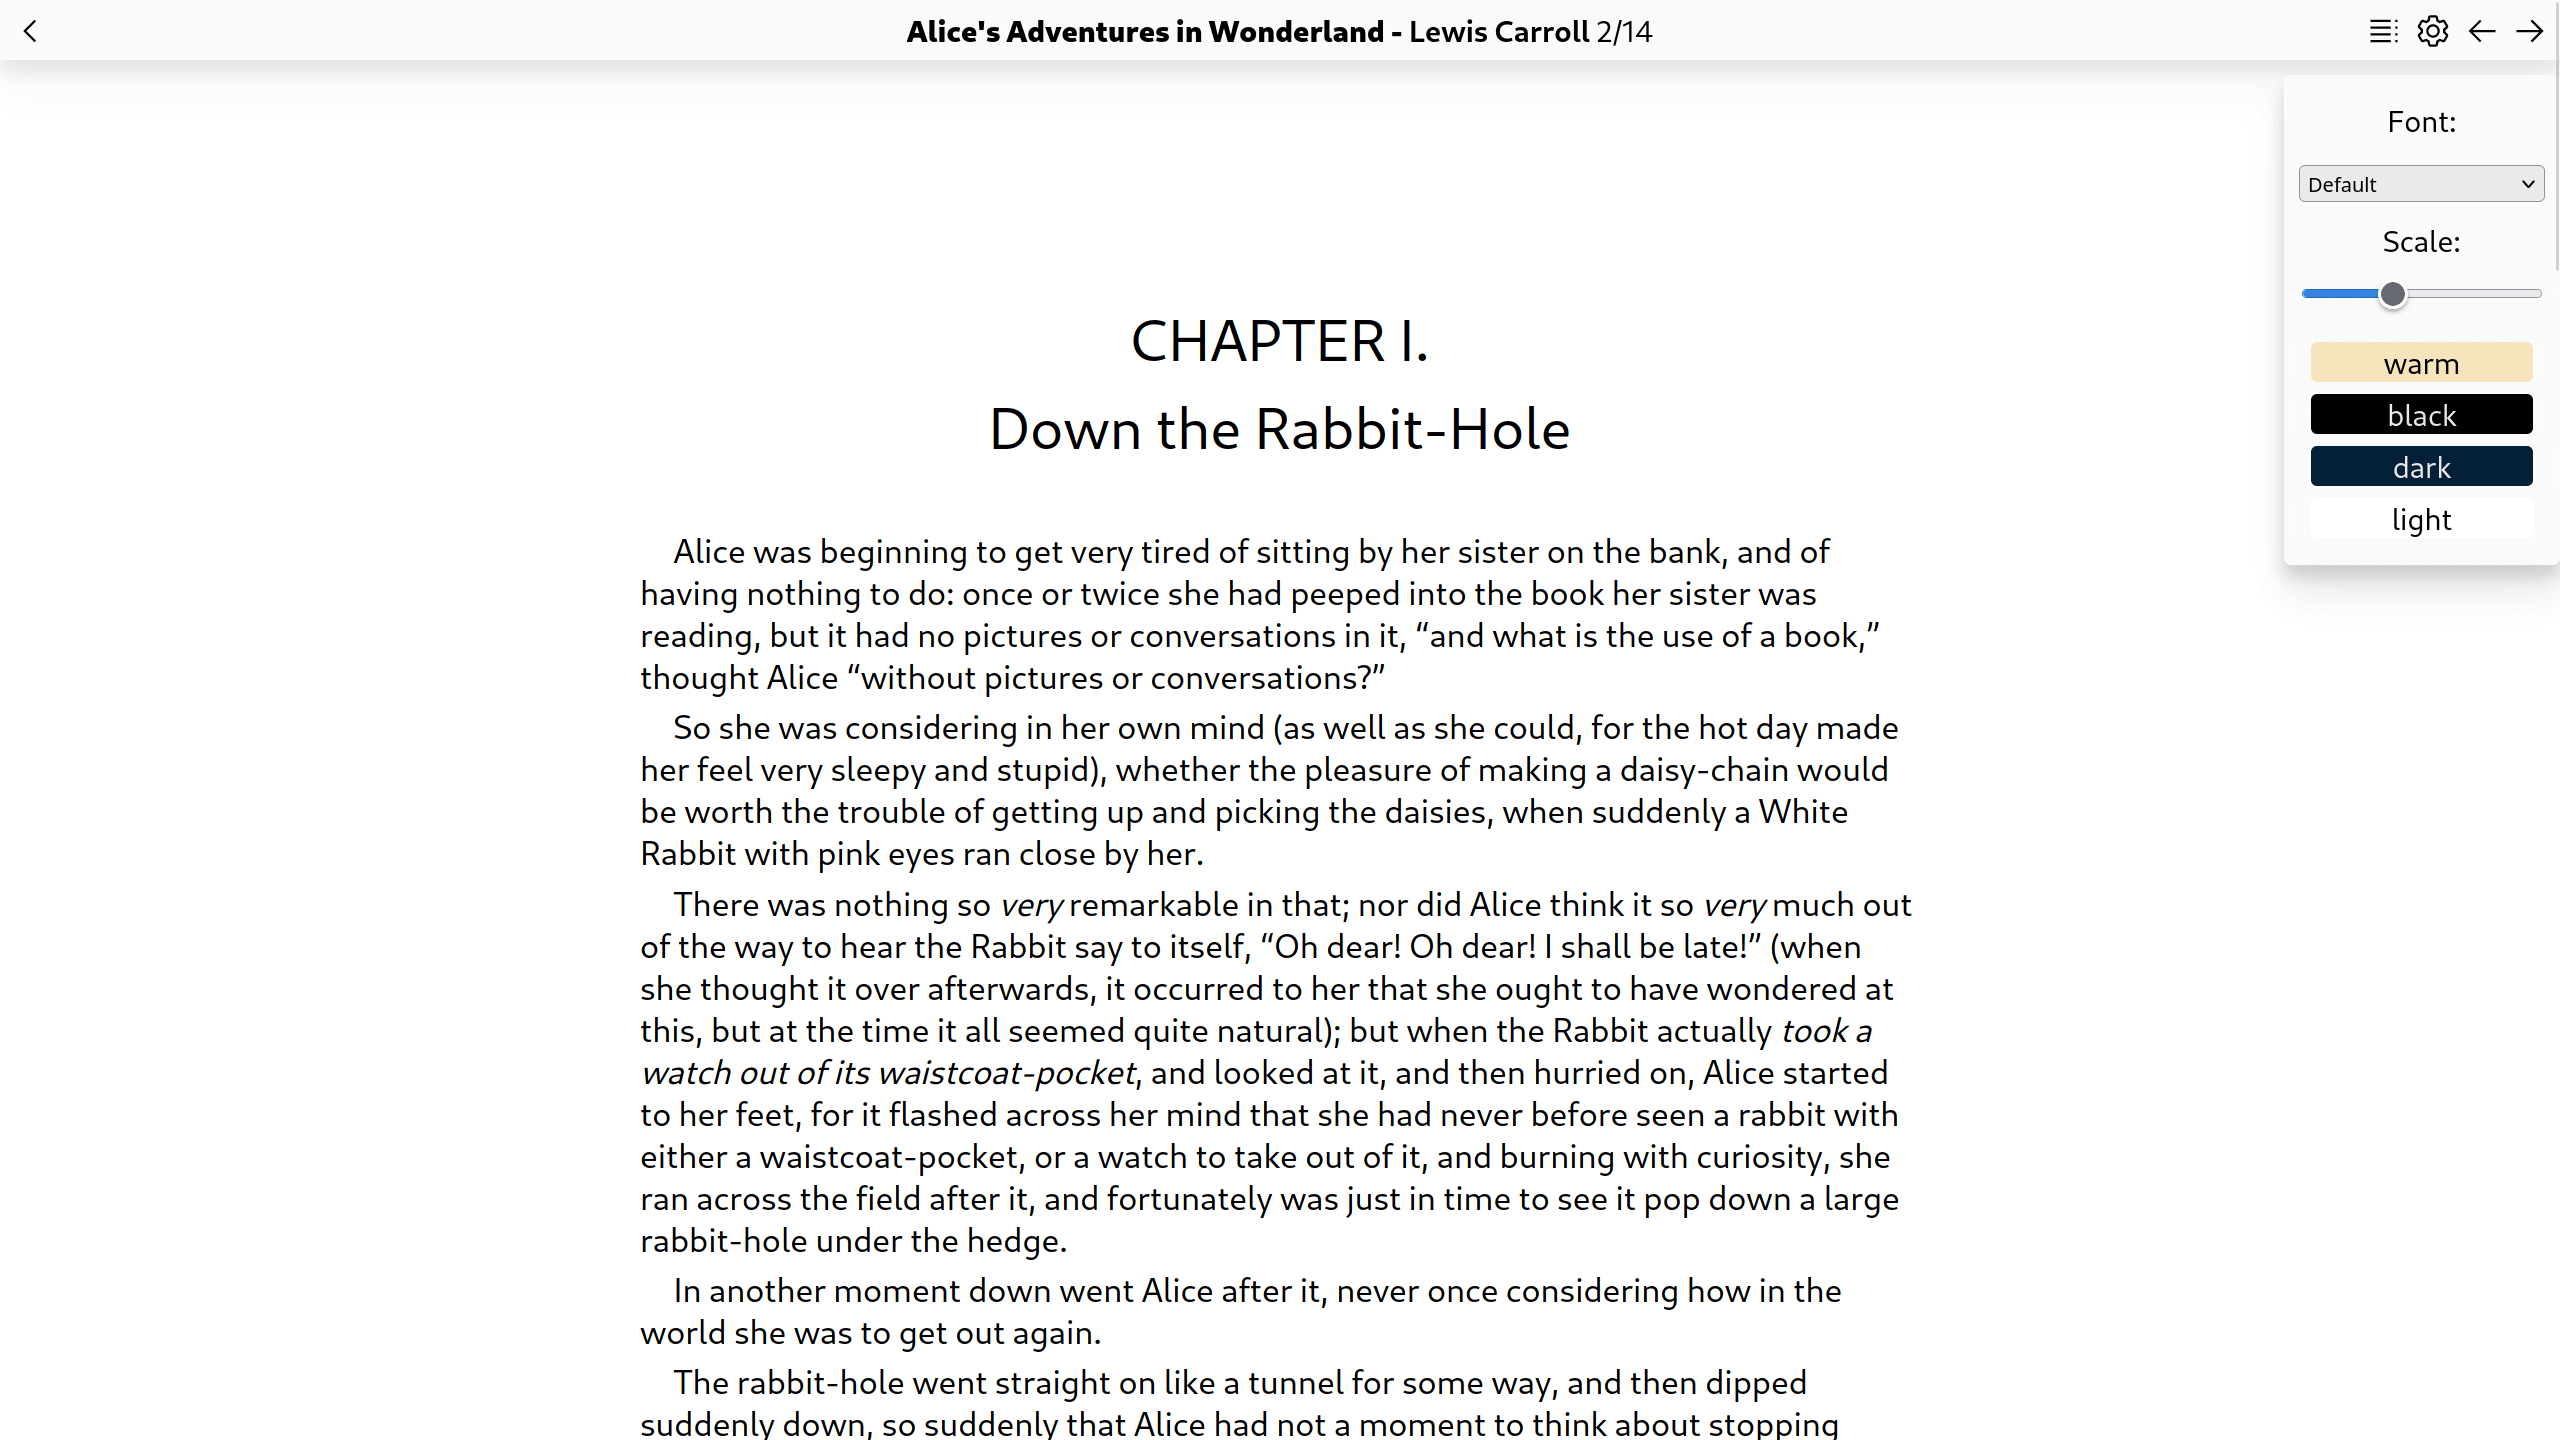 Alice's Adventures in Wonderland - Lewis Carroll 2/14
Font:
Default
Scale:
warm
black
dark
light
CHAPTER I.
Down the Rabbit-Hole
Alice was beginning to get very tired of sitting by her sister on the bank, and of
having nothing to do: once or twice she had peeped into the book her sister was
reading, but it had no pictures or conversations in it, “and what is the use of a book,”
thought Alice “without pictures or conversations?”
So she was considering in her own mind (as well as she could, for the hot day made
her feel very sleepy and stupid), whether the pleasure of making a daisy-chain would
be worth the trouble of getting up and picking the daisies, when suddenly a White
Rabbit with pink eyes ran close by her.
There was nothing so very remarkable in that; nor did Alice think it so very much out
of the way to hear the Rabbit say to itself, “Oh dear! Oh dear! I shall be late!” (when
she thought it over afterwards, it occurred to her that she ought to have wondered at
this, but at the time it all seemed quite natural); but when the Rabbit actually took a
watch out of its waistcoat-pocket, and looked at it, and then hurried on, Alice started
to her feet, for it flashed across her mind that she had never before seen a rabbit with
either a waistcoat-pocket, or a watch to take out of it, and burning with curiosity, she
ran across the field after it, and fortunately was just in time to see it pop down a large
rabbit-hole under the hedge.
In another moment down went Alice after it, never once considering how in the
world she was to get out again.
The rabbit-hole went straight on like a tunnel for some way, and then dipped
suddenly down, so suddenly that Alice had not a moment to think about stopping